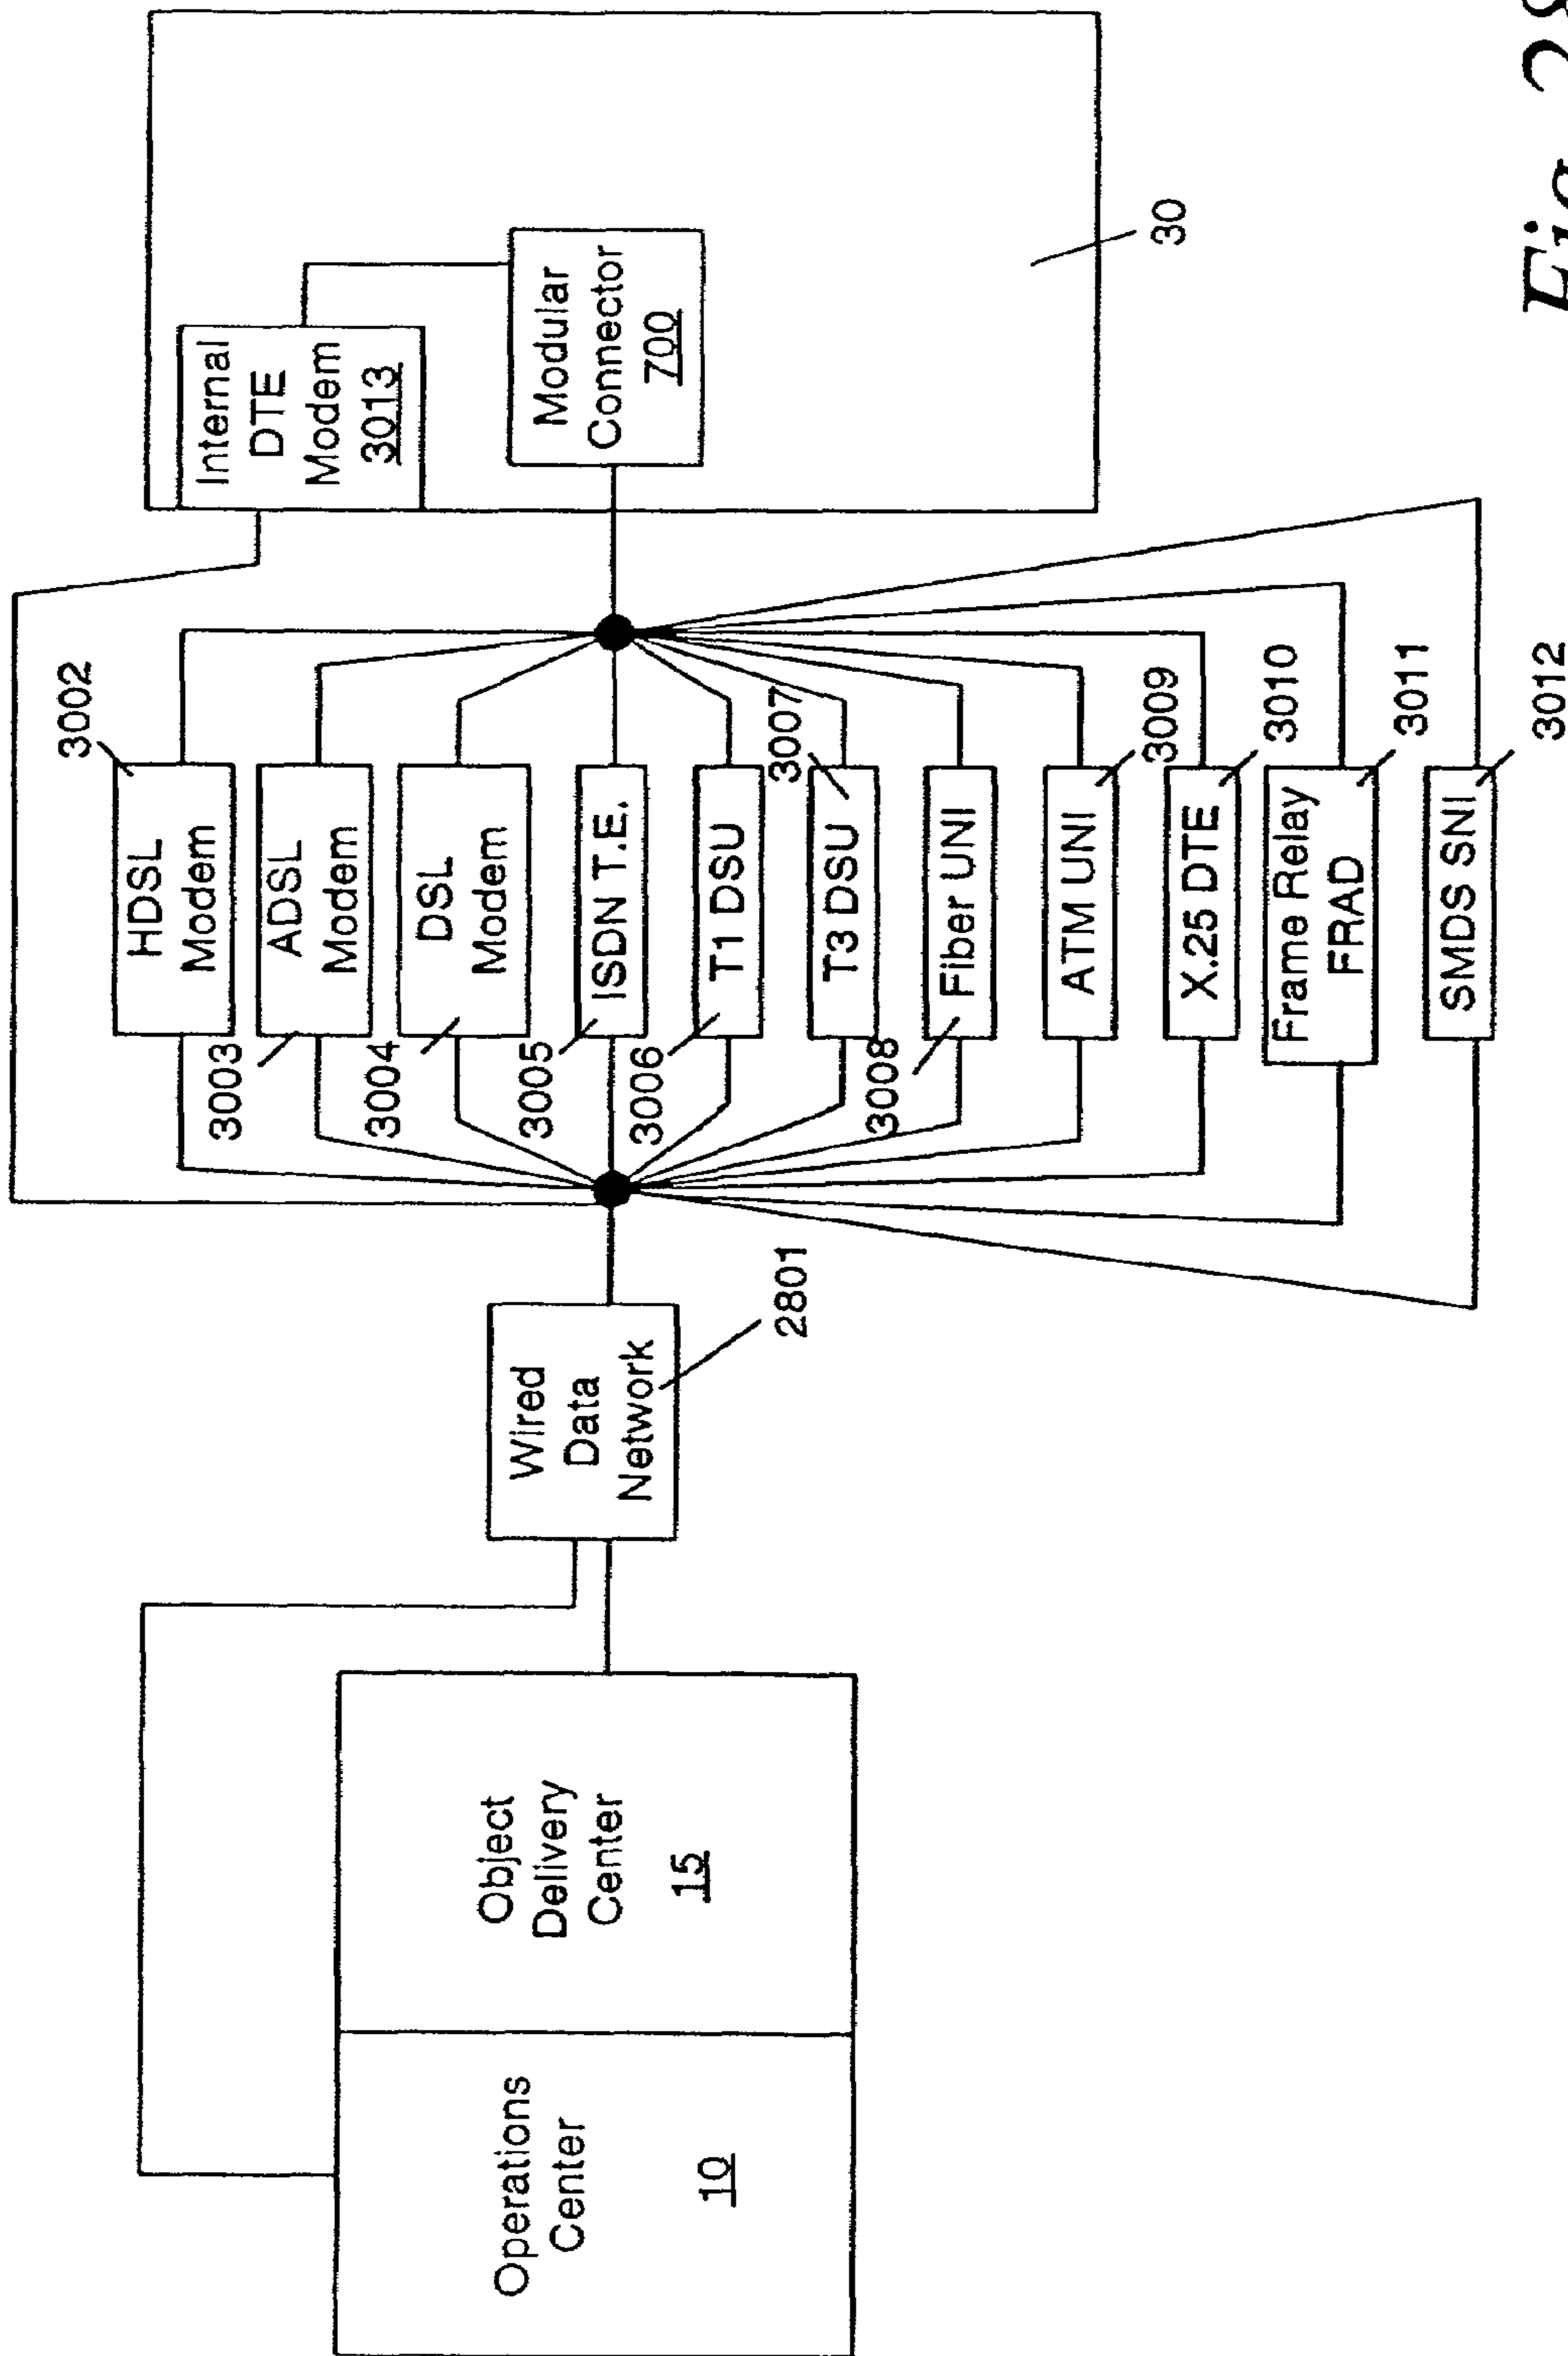 Operations
Center
10
Object
Delivery
Center
15
Wired
Data
Network
2801
HDSL
Modem
3002
ADSL
Modem
3003
DSL
Modem
3004
ISDN T.E.
3005
T1 DSU
3006
T3 DSU
3007
Fiber UNI
3008
ATM UNI
3009
X.25 DTE
3010
Frame Relay
FRAD
3011
SMDS SNI
3012
Internal
DTE
Modem
3013
Modular
Connector
700
30
Fig. 28